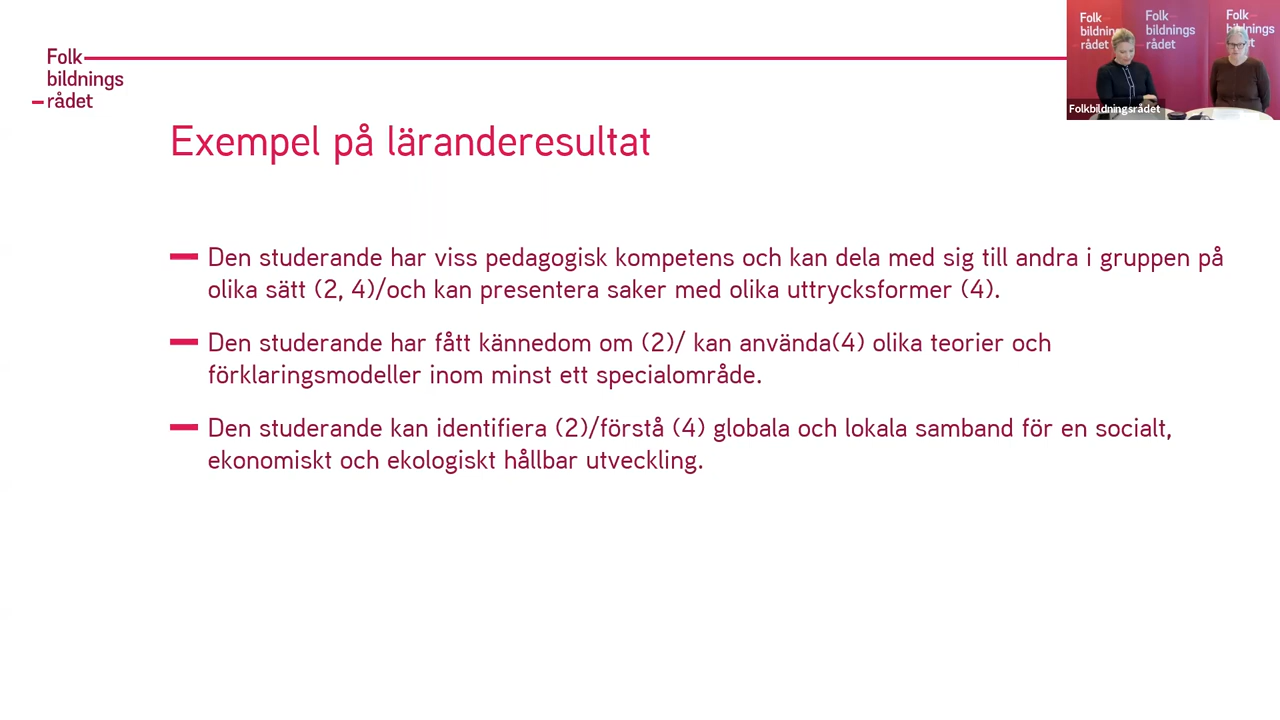 Folk
bildnings
rådet
Exempel på läranderesultat
Den studerande har viss pedagogisk kompetens och kan dela med sig till andra i gruppen på
olika sätt (2, 4)/och kan presentera saker med olika uttrycksformer (4).
Den studerande har fått kännedom om (2)/ kan använda(4) olika teorier och
förklaringsmodeller inom minst ett specialområde.
Den studerande kan identifiera (2)/förstå (4) globala och lokala samband för en socialt,
ekonomiskt och ekologiskt hållbar utveckling.
Folk
rådet
Folk
bildnings
rådet
Folk
Folkbildningsrådet